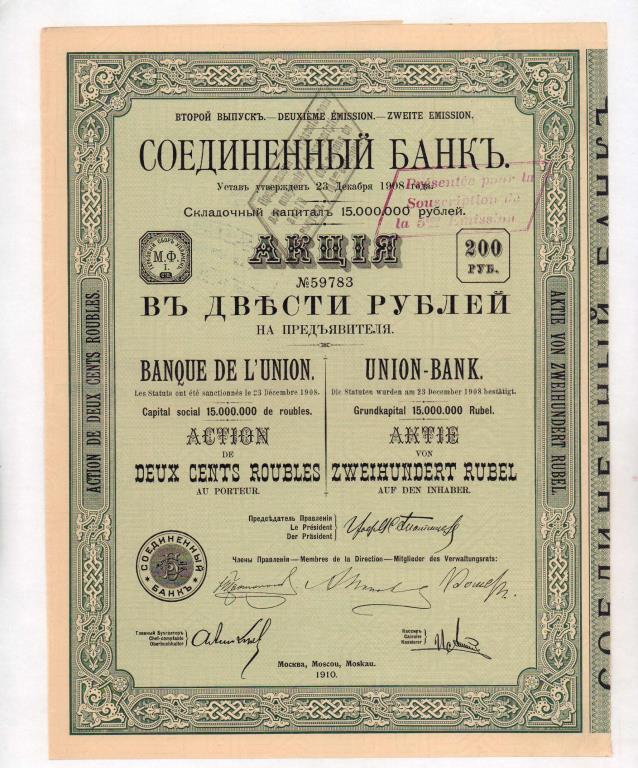 ВТОРОЙ ВЫПУСКЪ.—DEUXIÈME ÉMISSION.—ZWEITE EMISSION.
СОЕДИНЕННЫЙ БАНКЪ.
Уставъ утвержденъ 23 Декабря 1908 года.
Складочный капиталъ 15.000.000 рублей.
Présentée pour la
Souscription de
la 5me Emission
АКЦІЯ
ГЕРБОВЫЙ СБОРЪ
М.Ф.
I.
200
РУБ.
№59783
ВЪ ДВѢСТИ РУБЛЕЙ
НА ПРЕДЪЯВИТЕЛЯ.
BANQUE DE L'UNION.
Les Statuts ont été sanctionnés le 23 Décembre 1908.
Capital social 15.000.000 de roubles.
ACTION
DE
DEUX CENTS ROUBLES
AU PORTEUR.
UNION-BANK.
Die Statuten wurden am 23 December 1908 bestätigt.
Grundkapital 15.000.000 Rubel.
AKTIE
VON
ZWEIHUNDERT RUBEL
AUF DEN INHABER.
ACTION DE DEUX CENTS ROUBLES.
AKTIE VON ZWEIHUNDERT RUBEL.
Предсѣдатель Правленія
Le Président
Der Präsident
СОЕДИНЕННЫЙ
БАНКЪ
Члены Правленія—Membres de la Direction—Mitglieder des Verwaltungsrats:
Главный Бухгалтеръ
Chef-comptable
Oberbuchhalter
Кассиръ
Caissier
Kassierer
Москва, Moscou, Moskau.
1910.
СОЕДИНЕННЫЙ БАНКЪ